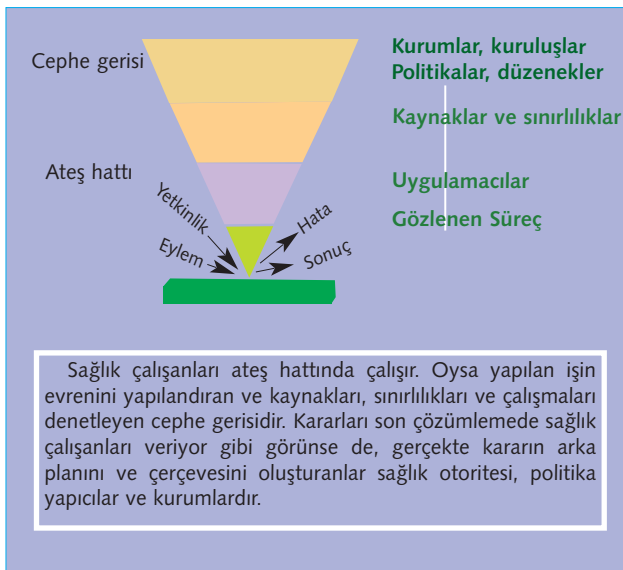 Cephe gerisi
Kurumlar, kuruluşlar
Politikalar, düzenekler
Kaynaklar ve sınırlılıklar
Ateş hattı
Uygulamacılar
Yetkinlik
Hata
Gözlenen Süreç
Eylem
Sonuç
Sağlık çalışanları ateş hattında çalışır. Oysa yapılan işin
evrenini yapılandıran ve kaynakları, sınırlılıkları ve çalışmaları
denetleyen cephe gerisidir. Kararları son çözümlemede sağlık
çalışanları veriyor gibi görünse de, gerçekte kararın arka
planını ve çerçevesini oluşturanlar sağlık otoritesi, politika
yapıcılar ve kurumlardır.